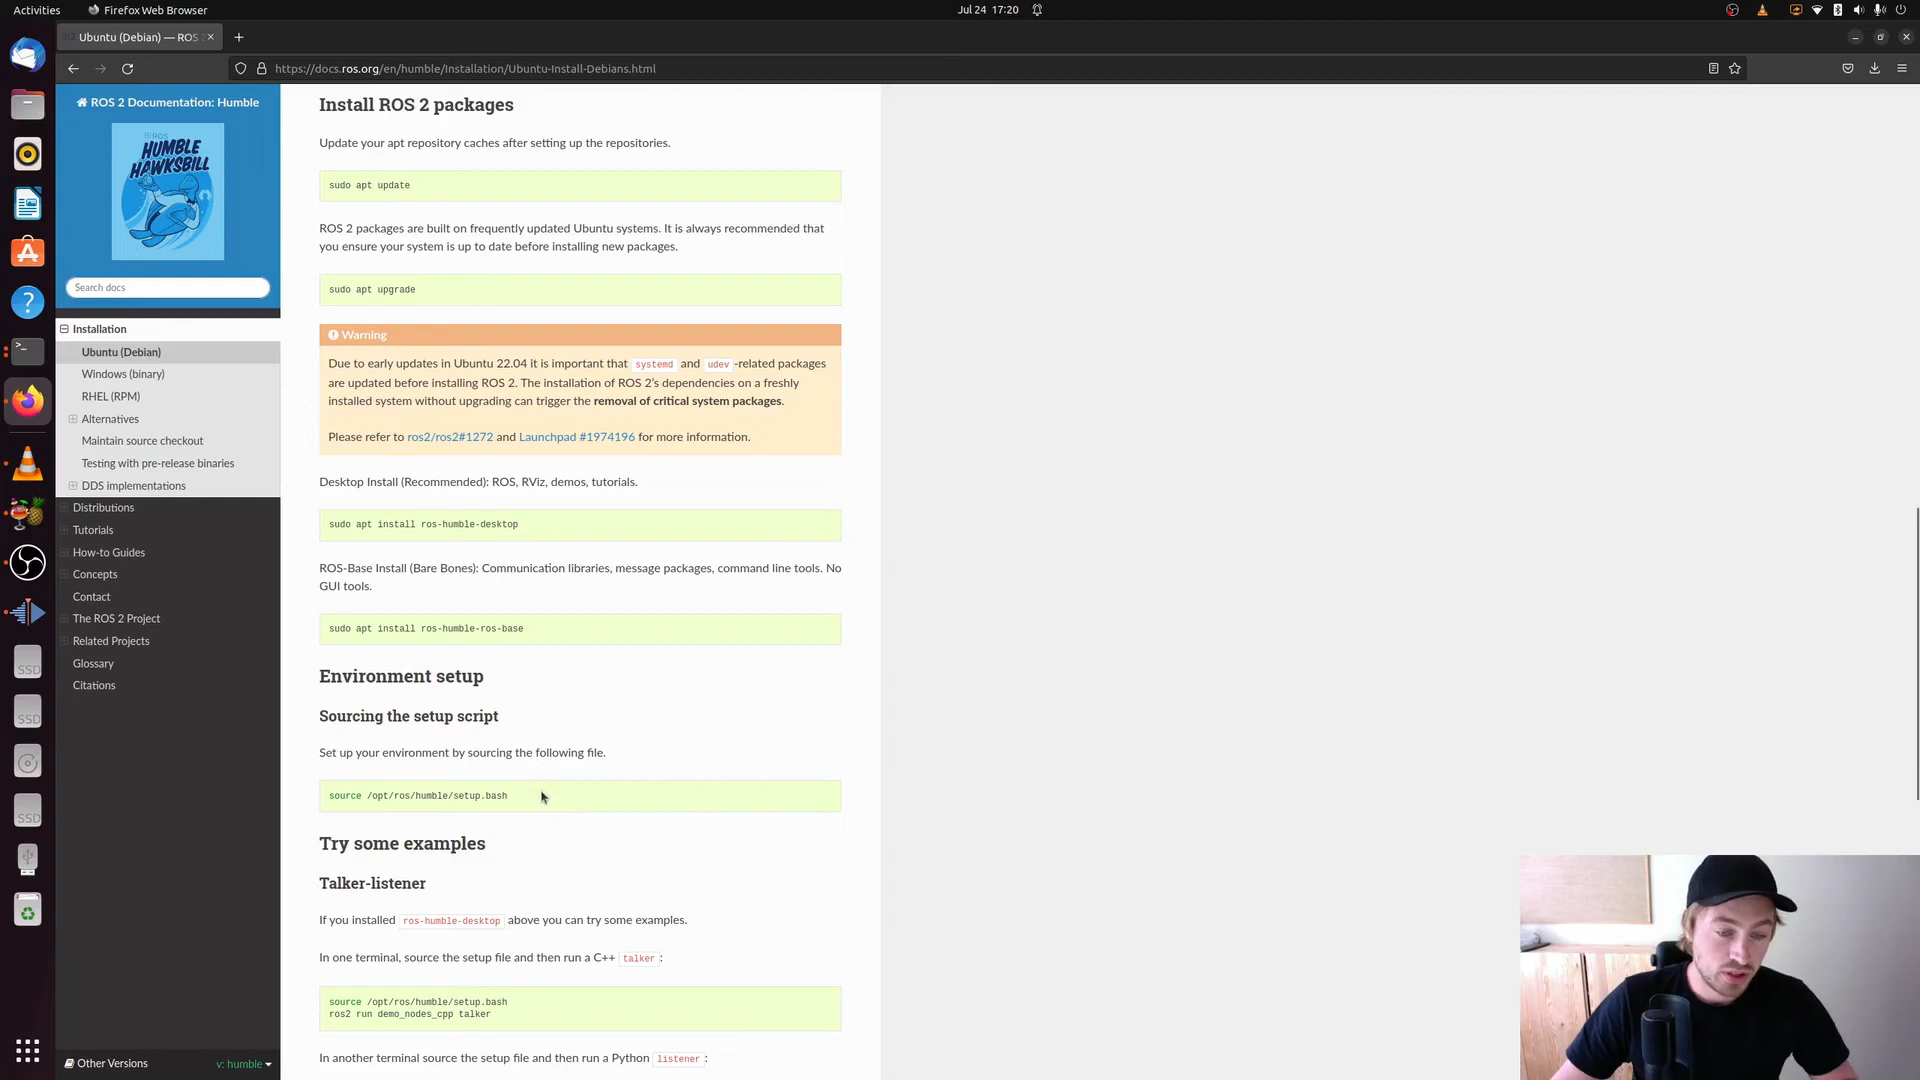 Activities
Firefox Web Browser
Jul 24 17:20
Ubuntu (Debian) — ROS 2
https://docs.ros.org/en/humble/Installation/Ubuntu-Install-Debians.html
ROS 2 Documentation: Humble
ROS
HUMBLE
HAWKSBILL
Search docs
Installation
Ubuntu (Debian)
Windows (binary)
RHEL (RPM)
Alternatives
Maintain source checkout
Testing with pre-release binaries
DDS implementations
Distributions
Tutorials
How-to Guides
Concepts
Contact
The ROS 2 Project
Related Projects
Glossary
Citations
Other Versions
v: humble
SSD
SSD
SSD
Install ROS 2 packages
Update your apt repository caches after setting up the repositories.
sudo apt update
ROS 2 packages are built on frequently updated Ubuntu systems. It is always recommended that
you ensure your system is up to date before installing new packages.
sudo apt upgrade
Warning
Due to early updates in Ubuntu 22.04 it is important that systemd and udev-related packages
are updated before installing ROS 2. The installation of ROS 2's dependencies on a freshly
installed system without upgrading can trigger the removal of critical system packages.
Please refer to ros2/ros2#1272 and Launchpad #1974196 for more information.
Desktop Install (Recommended): ROS, RViz, demos, tutorials.
sudo apt install ros-humble-desktop
ROS-Base Install (Bare Bones): Communication libraries, message packages, command line tools. No
GUI tools.
sudo apt install ros-humble-ros-base
Environment setup
Sourcing the setup script
Set up your environment by sourcing the following file.
source /opt/ros/humble/setup.bash
Try some examples
Talker-listener
If you installed ros-humble-desktop above you can try some examples.
In one terminal, source the setup file and then run a C++ talker:
source /opt/ros/humble/setup.bash
ros2 run demo_nodes_cpp talker
In another terminal source the setup file and then run a Python listener: